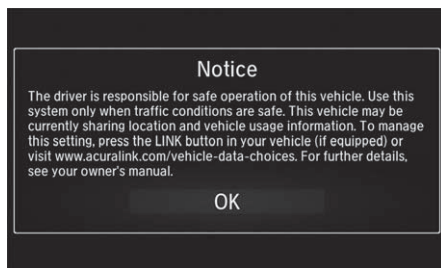 Notice
The driver is responsible for safe operation of this vehicle. Use this
system only when traffic conditions are safe. This vehicle may be
currently sharing location and vehicle usage information. To manage
this setting, press the LINK button in your vehicle (if equipped) or
visit www.acuralink.com/vehicle-data-choices. For further details,
see your owner's manual.
OK